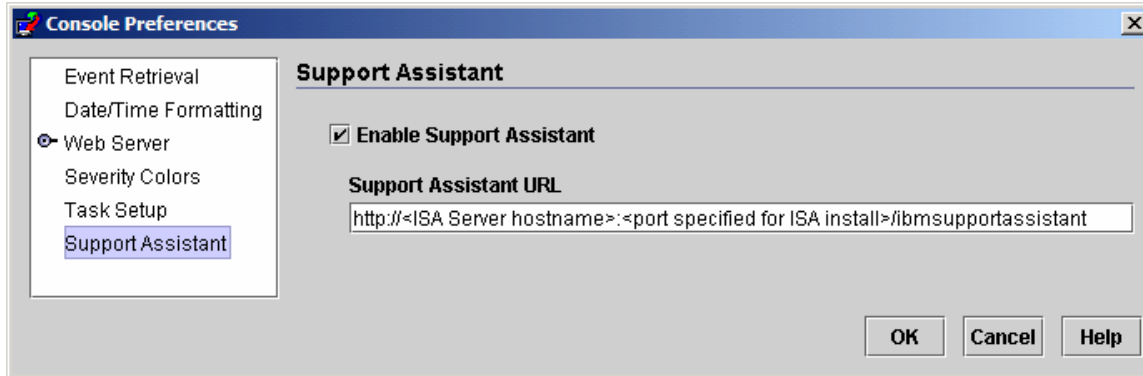 Console Preferences
Event Retrieval
Date/Time Formatting
Web Server
Severity Colors
Task Setup
Support Assistant
Support Assistant
Enable Support Assistant
Support Assistant URL
http://<ISA Server hostname>:<port specified for ISA install>/ibmsupportassistant
OK
Cancel
Help